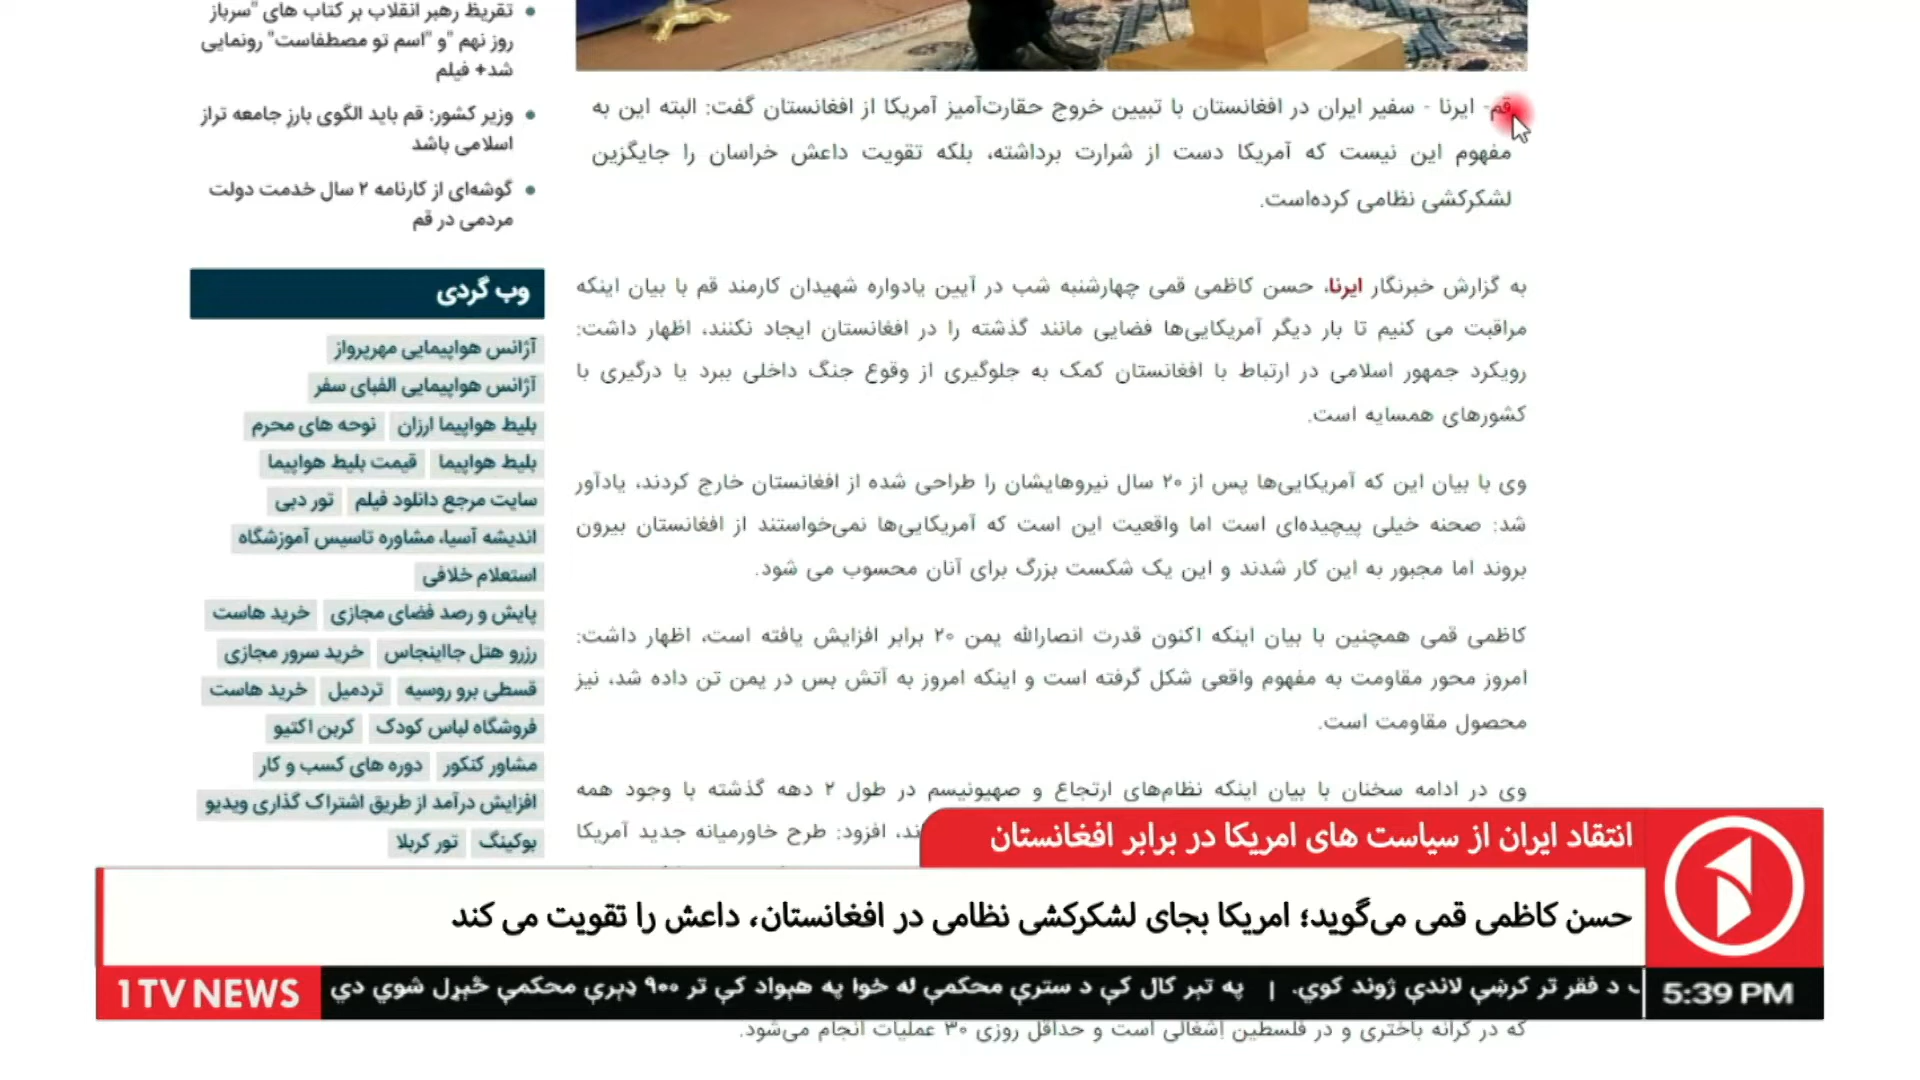 تقریظ رهبر انقلاب بر کتاب های "سرباز
روز نهم "و "اسم تو مصطفاست" رونمایی
شد+ فیلم
وزیر کشور: قم باید الگوی بارز جامعه تراز
اسلامی باشد
گوشه‌ای از کارنامه ۲ سال خدمت دولت
مردمی در قم
وب گردی
آژانس هواپیمایی مهرپرواز
آژانس هواپیمایی الفبای سفر
بلیط هواپیما ارزان نوحه های محرم
بلیط هواپیما قیمت بلیط هواپیما
سایت مرجع دانلود فیلم تور دبی
اندیشه آسیا، مشاوره تاسیس آموزشگاه
استعلام خلافی
پایش و رصد فضای مجازی خرید هاست
رزرو هتل جااینجاس خرید سرور مجازی
قسطی برو روسیه تردمیل خرید هاست
فروشگاه لباس کودک کربن اکتیو
مشاور کنکور دوره های کسب و کار
افزایش درآمد از طریق اشتراک گذاری ویدیو
بوکینگ تور کربلا
قم- ایرنا - سفیر ایران در افغانستان با تبیین خروج حقارت‌آمیز آمریکا از افغانستان گفت: البته این به
مفهوم این نیست که آمریکا دست از شرارت برداشته، بلکه تقویت داعش خراسان را جایگزین
لشکرکشی نظامی کرده‌است.
به گزارش خبرنگار ایرنا، حسن کاظمی قمی چهارشنبه شب در آیین یادواره شهیدان کارمند قم با بیان اینکه
مراقبت می کنیم تا بار دیگر آمریکایی‌ها فضایی مانند گذشته را در افغانستان ایجاد نکنند، اظهار داشت:
رویکرد جمهور اسلامی در ارتباط با افغانستان کمک به جلوگیری از وقوع جنگ داخلی ببرد یا درگیری با
کشورهای همسایه است.
وی با بیان این که آمریکایی‌ها پس از ۲۰ سال نیروهایشان را طراحی شده از افغانستان خارج کردند، یادآور
شد: صحنه خیلی پیچیده‌ای است اما واقعیت این است که آمریکایی‌ها نمی‌خواستند از افغانستان بیرون
بروند اما مجبور به این کار شدند و این یک شکست بزرگ برای آنان محسوب می شود.
کاظمی قمی همچنین با بیان اینکه اکنون قدرت انصارالله یمن ۲۰ برابر افزایش یافته است، اظهار داشت:
امروز محور مقاومت به مفهوم واقعی شکل گرفته است و اینکه امروز به آتش بس در یمن تن داده شد، نیز
محصول مقاومت است.
وی در ادامه سخنان با بیان اینکه نظام‌های ارتجاع و صهیونیسم در طول ۲ دهه گذشته با وجود همه
افزود: طرح خاورمیانه جدید آمریکا
انتقاد ایران از سیاست های امریکا در برابر افغانستان
حسن کاظمی قمی می‌گوید؛ امریکا بجای لشکرکشی نظامی در افغانستان، داعش را تقویت می کند
1TV NEWS
د فقر تر کرښې لاندې ژوند کوي. | په تېر کال کې د سترې محکمې له خوا په هېواد کې تر ۹۰۰ ډېرې محکمې څېړل شوي دي
5:39 PM
که در کرانه باختری و در فلسطین اِشغالی است و حداقل روزی ۳۰ عملیات انجام می‌شود.